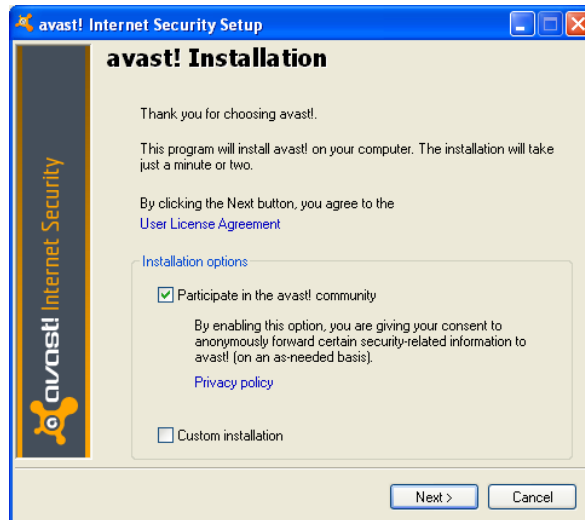 avast! Internet Security Setup
avast! Installation
Thank you for choosing avast!.
This program will install avast! on your computer. The installation will take
just a minute or two.
By clicking the Next button, you agree to the
User License Agreement
Installation options
Participate in the avast! community
By enabling this option, you are giving your consent to
anonymously forward certain security-related information to
avast! (on an as-needed basis).
Privacy policy
Custom installation
avast! Internet Security
Next >
Cancel